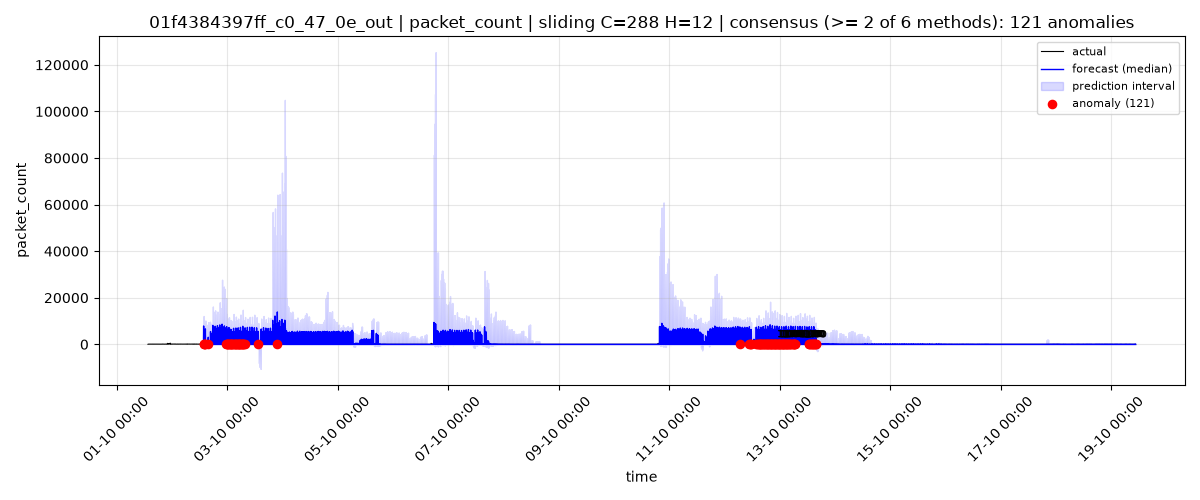 01f4384397ff_c0_47_0e_out | packet_count | sliding C=288 H=12 | consensus (>= 2 of 6 methods): 121 anomalies
actual
forecast (median)
prediction interval
anomaly (121)
packet_count
120000
100000
80000
60000
40000
20000
0
01-10 00:00
03-10 00:00
05-10 00:00
07-10 00:00
09-10 00:00
11-10 00:00
13-10 00:00
15-10 00:00
17-10 00:00
19-10 00:00
time